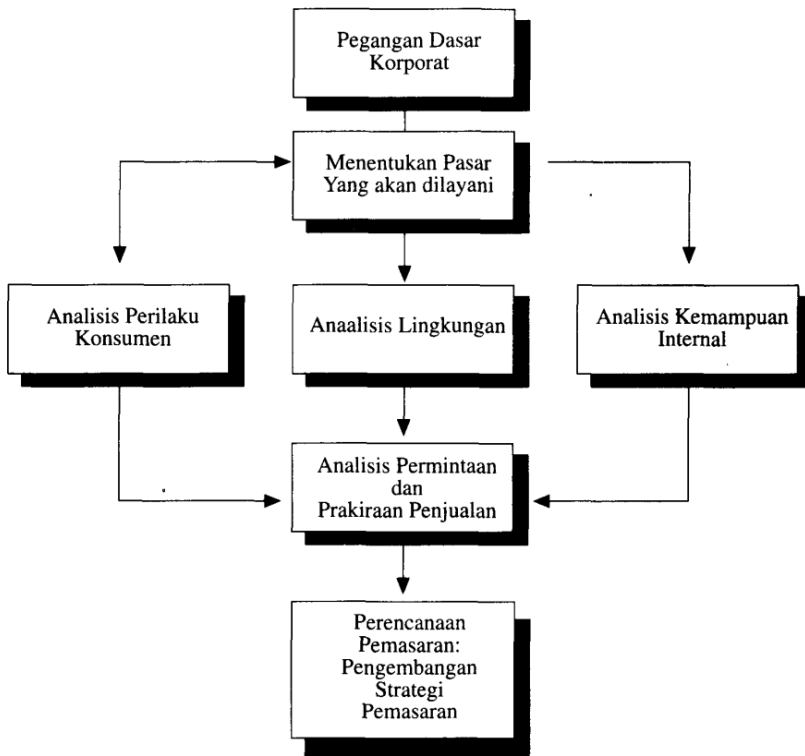 Pegangan Dasar
Korporat
Menentukan Pasar
Yang akan dilayani
Analisis Perilaku
Konsumen
Anaalisis Lingkungan
Analisis Kemampuan
Internal
Analisis Permintaan
dan
Prakiraan Penjualan
Perencanaan
Pemasaran:
Pengembangan
Strategi
Pemasaran